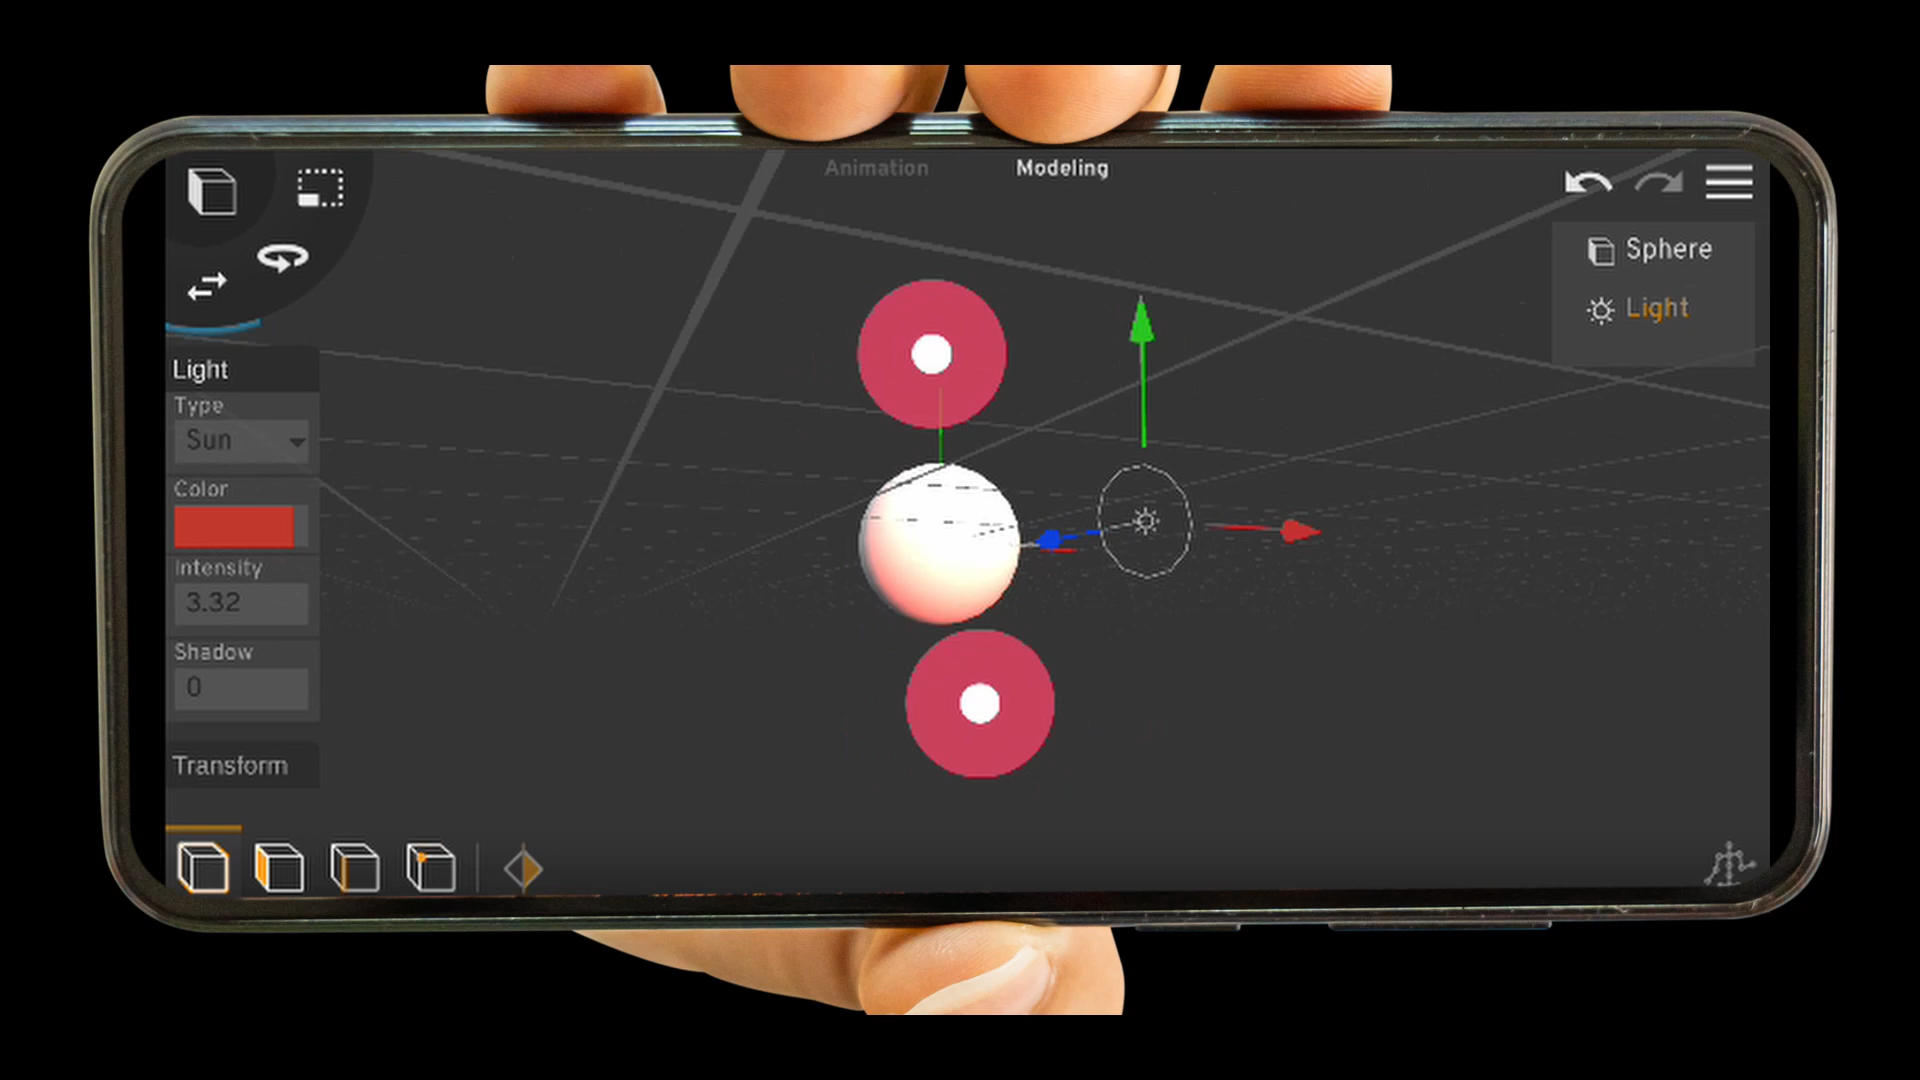 Animation
Modeling
Sphere
Light
Light
Type
Sun
Color
Intensity
3.32
Shadow
0
Transform